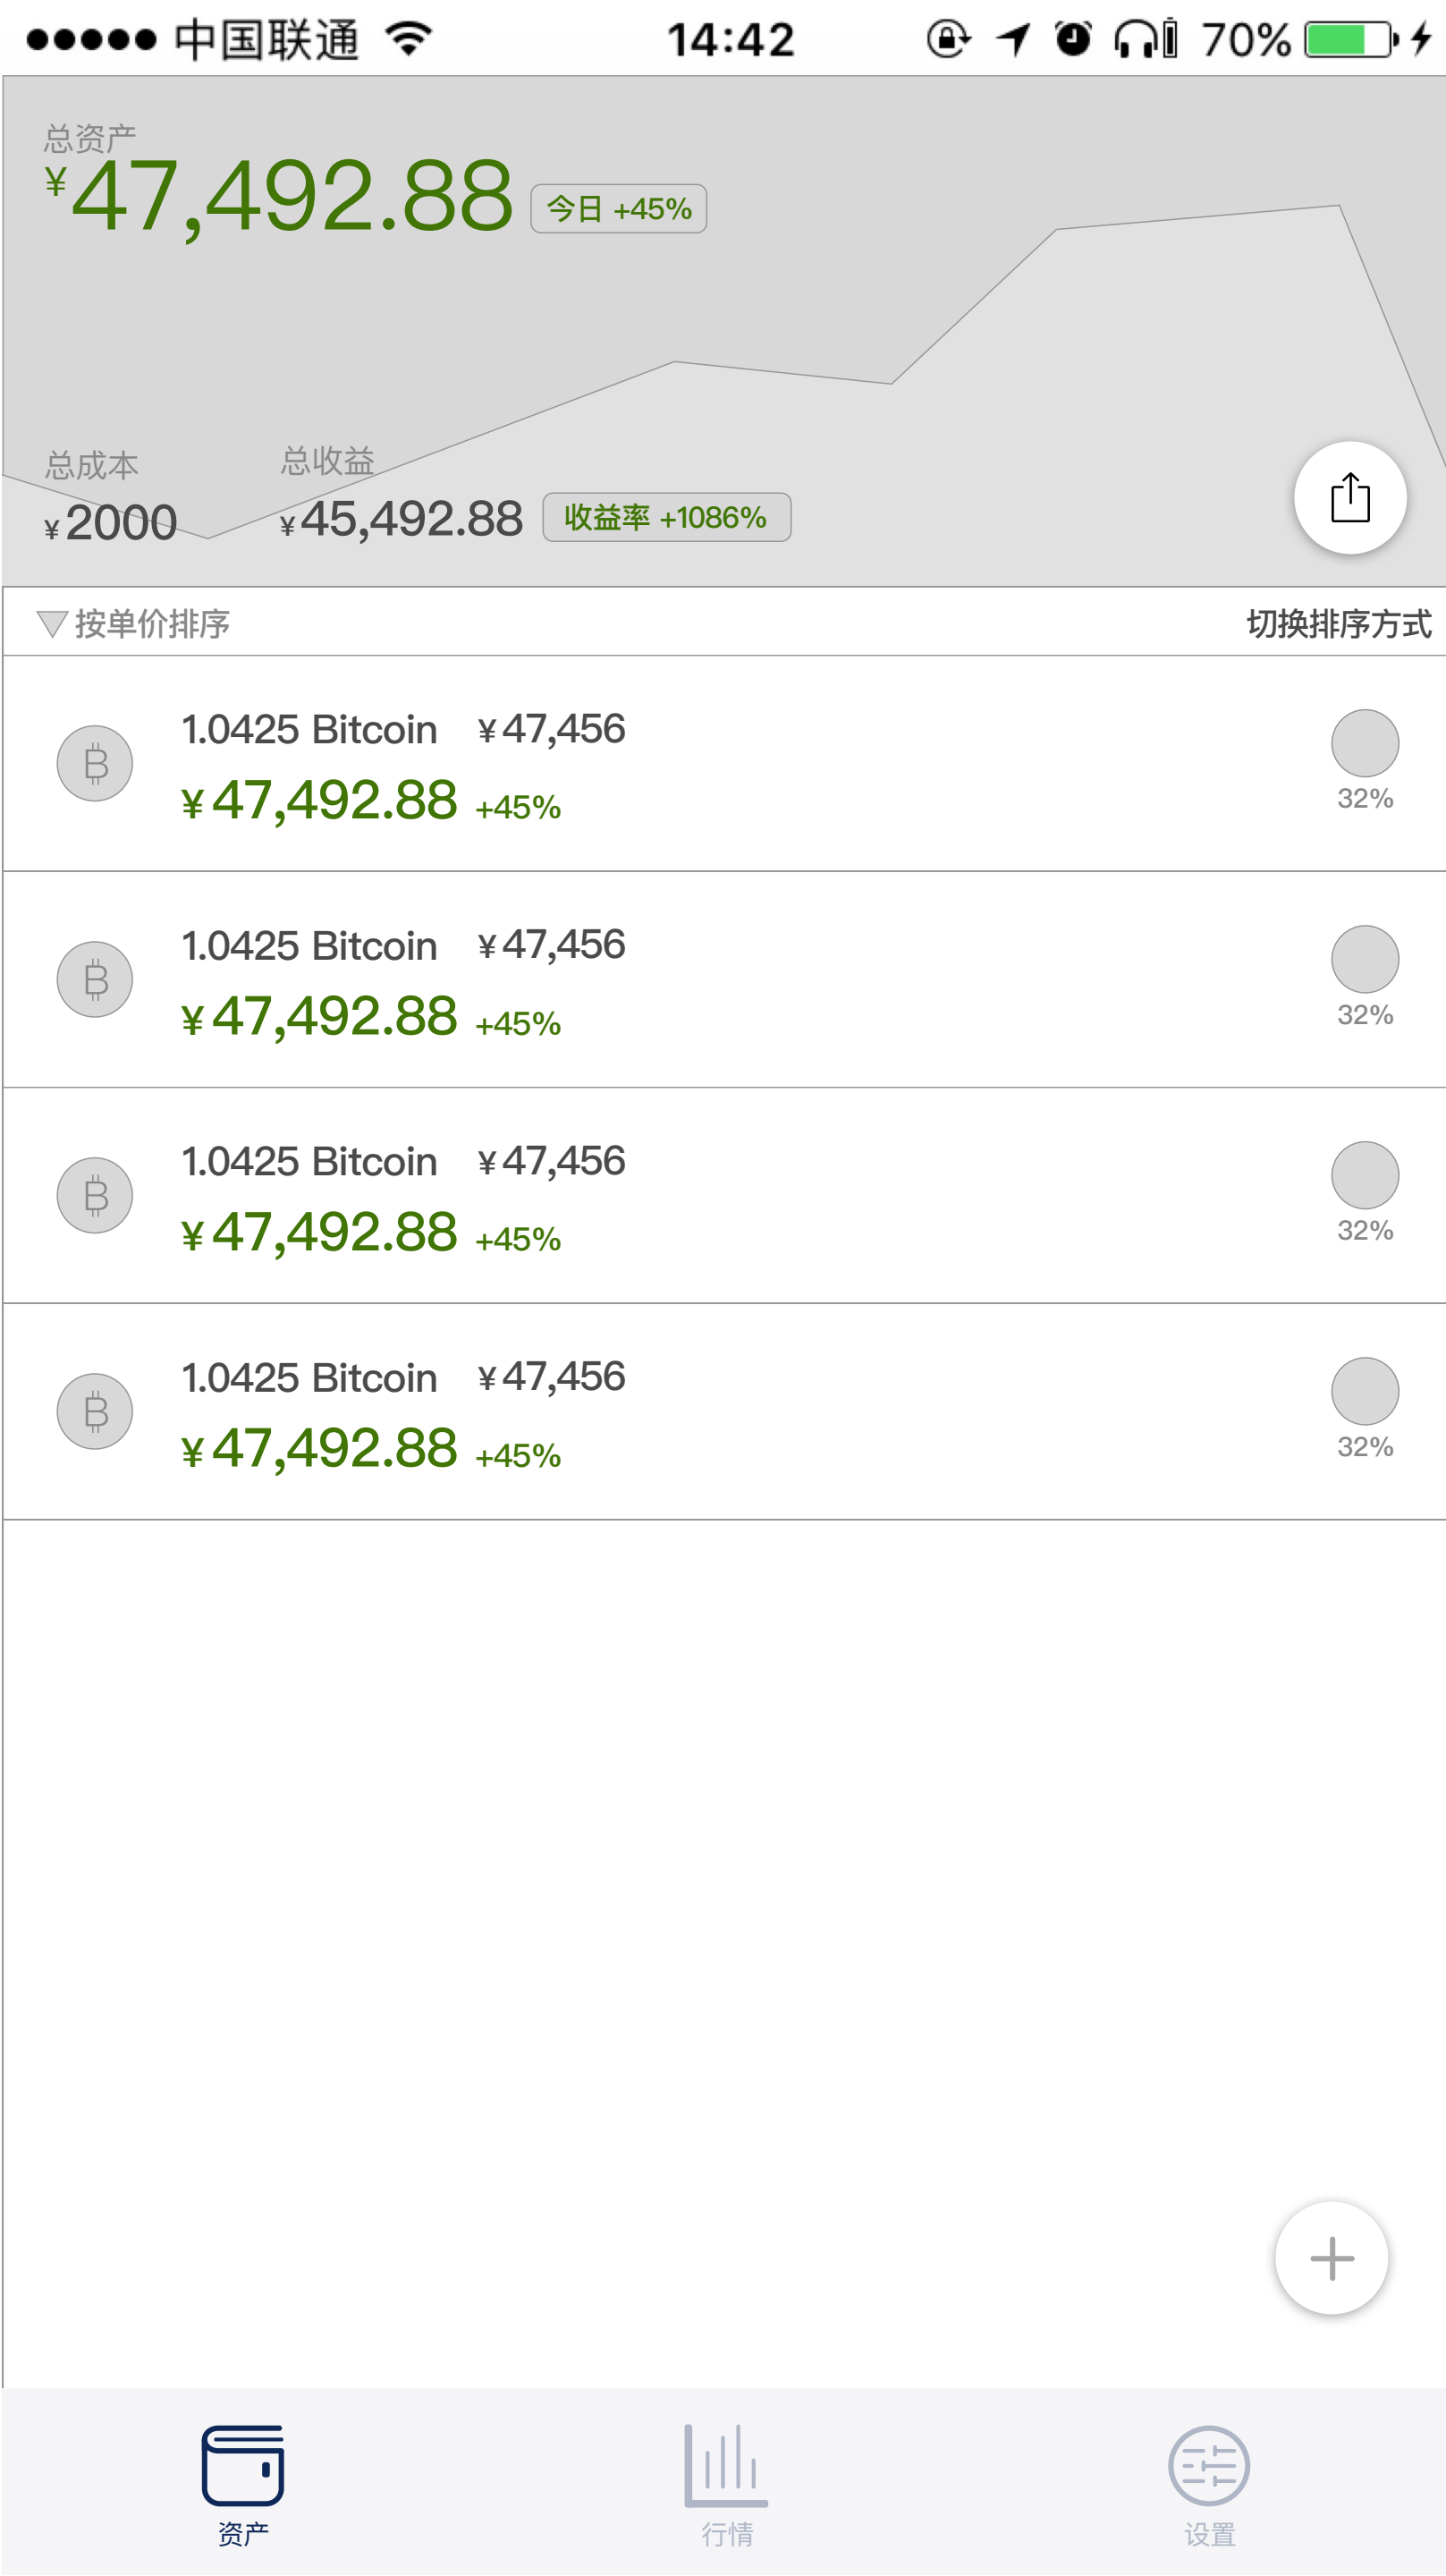 中国联通 14:42 70%
总资产
¥47,492.88 今日 +45%
总成本 总收益
¥2000 ¥45,492.88 收益率 +1086%
按单价排序 切换排序方式
1.0425 Bitcoin ¥47,456
¥47,492.88 +45%
32%
1.0425 Bitcoin ¥47,456
¥47,492.88 +45%
32%
1.0425 Bitcoin ¥47,456
¥47,492.88 +45%
32%
1.0425 Bitcoin ¥47,456
¥47,492.88 +45%
32%
资产 行情 设置